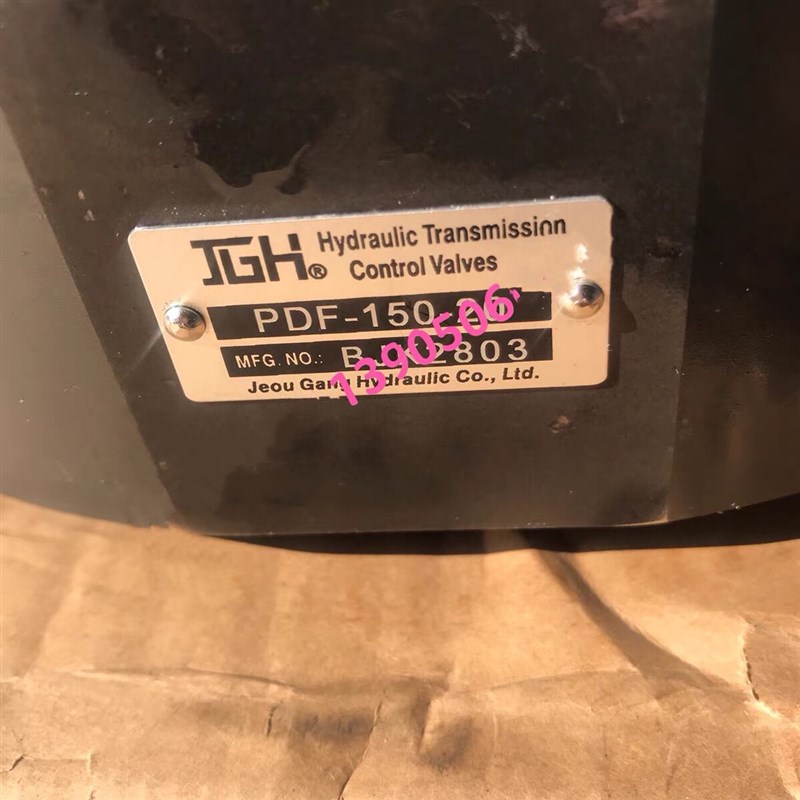 JGH® Hydraulic Transmission
Control Valves
PDF-150-
MFG. NO.:
Jeou Gang Hydraulic Co., Ltd.
1390506